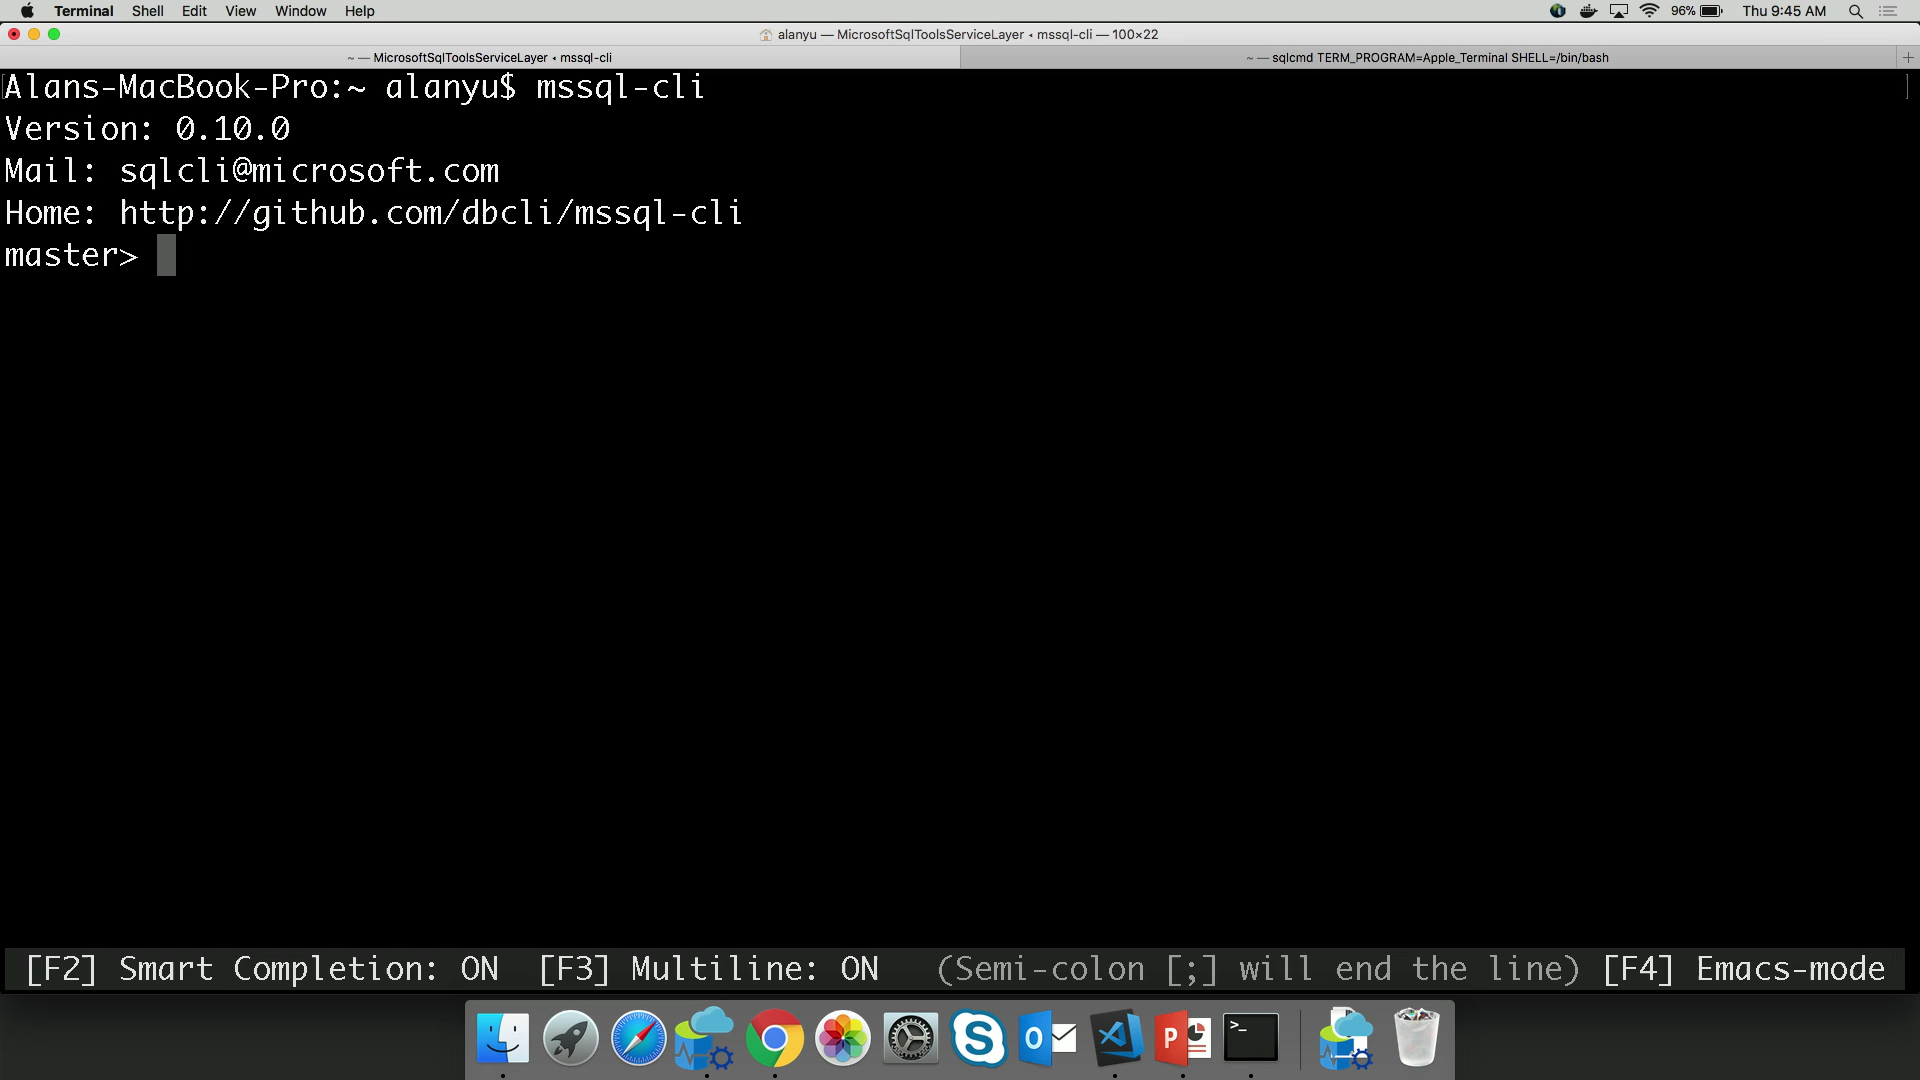 Terminal Shell Edit View Window Help 96% Thu 9:45 AM
alanyu — MicrosoftSqlToolsServiceLayer ◂ mssql-cli — 100×22
~ — MicrosoftSqlToolsServiceLayer ◂ mssql-cli ~ — sqlcmd TERM_PROGRAM=Apple_Terminal SHELL=/bin/bash +
Alans-MacBook-Pro:~ alanyu$ mssql-cli
Version: 0.10.0
Mail: sqlcli@microsoft.com
Home: http://github.com/dbcli/mssql-cli
master>
[F2] Smart Completion: ON [F3] Multiline: ON (Semi-colon [;] will end the line) [F4] Emacs-mode